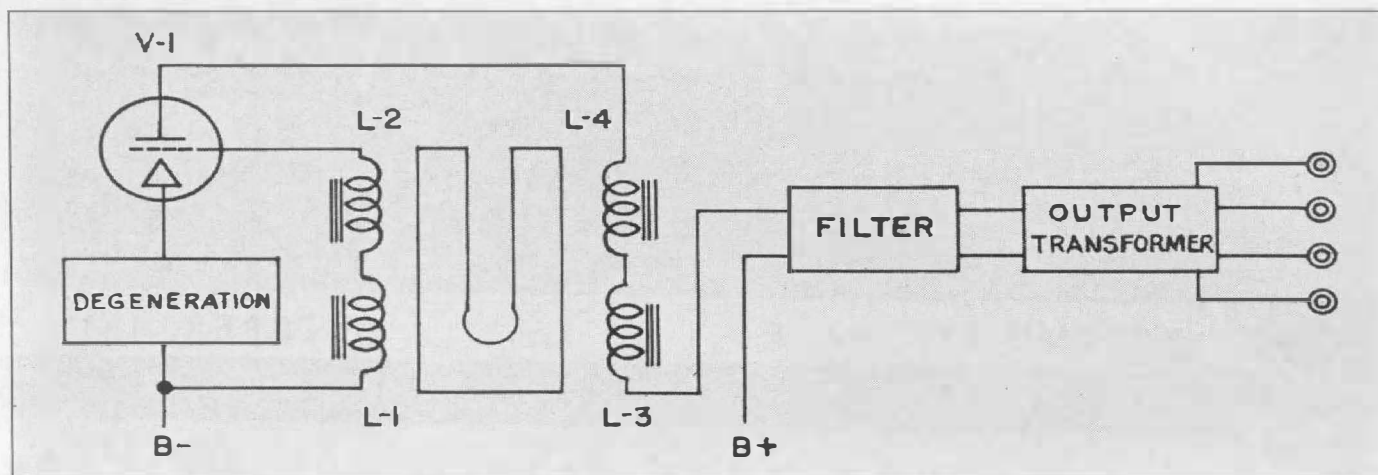 V-1
L-2
L-4
DEGENERATION
FILTER
OUTPUT
TRANSFORMER
L-1
L-3
B-
B+